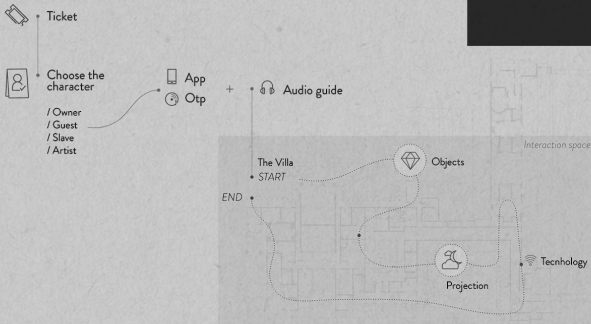 Ticket
Choose the
character
/ Owner
/ Guest
/ Slave
/ Artist
App
Otp
+
Audio guide
Interaction space
The Villa
START
END
Objects
Projection
Tecnhology